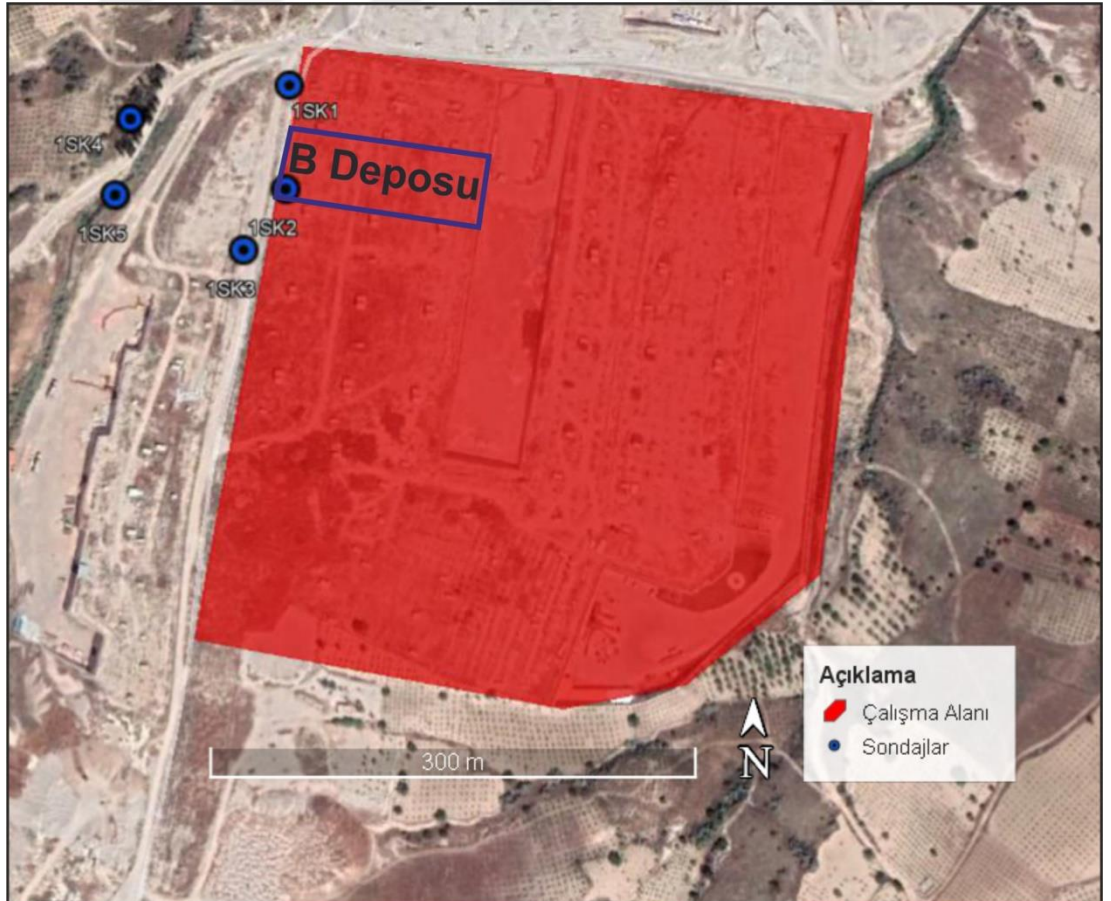 1SK1
1SK4
B Deposu
1SK5
1SK2
1SK3
Açıklama
Çalışma Alanı
Sondajlar
300 m
N